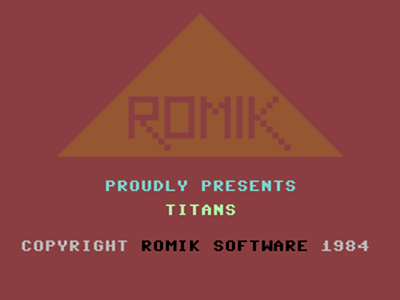 ROMIK
PROUDLY PRESENTS
TITANS
COPYRIGHT ROMIK SOFTWARE 1984